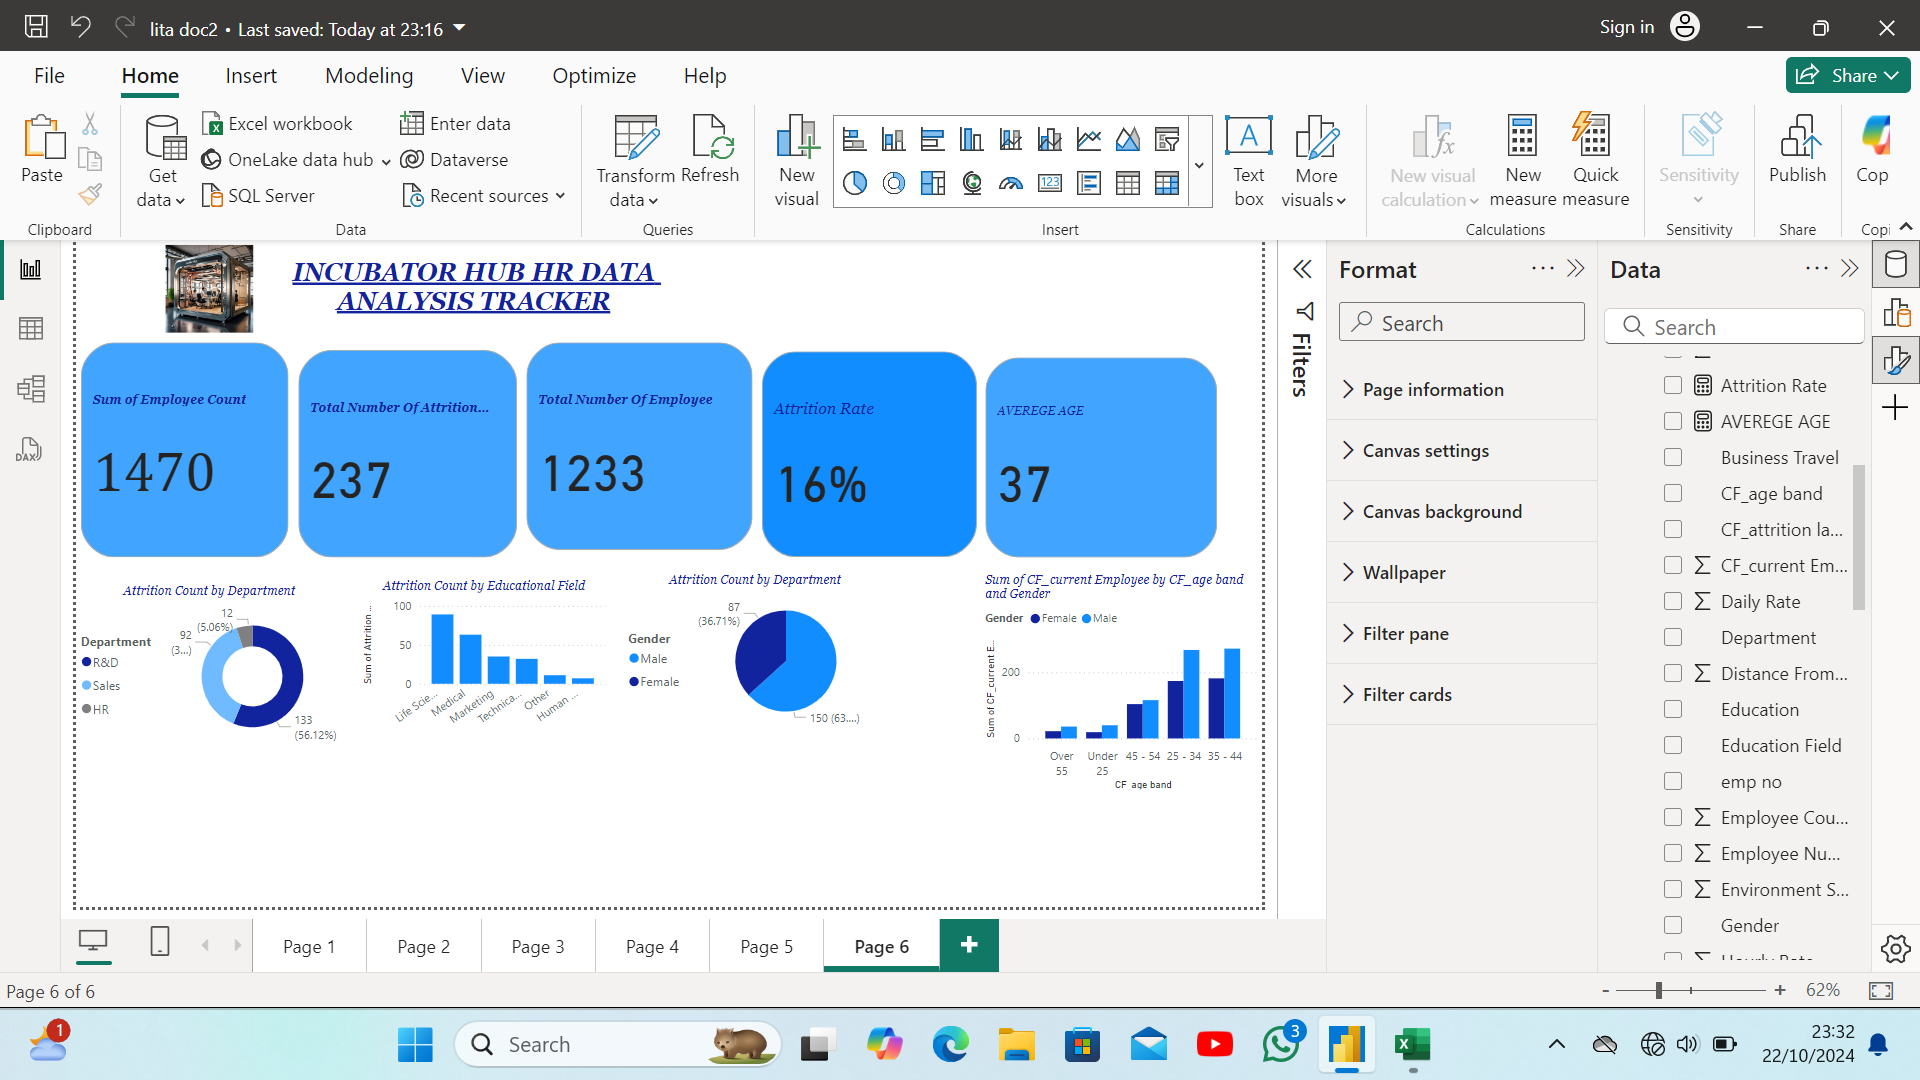 lita doc2 • Last saved: Today at 23:16
Sign in
File
Home
Insert
Modeling
View
Optimize
Help
Share
Paste
Clipboard
Get data
Excel workbook
OneLake data hub
SQL Server
Enter data
Dataverse
Recent sources
Data
Transform data
Refresh
Queries
New visual
123
A
Text box
More visuals
Insert
New visual calculation
New measure
Quick measure
Calculations
Sensitivity
Sensitivity
Publish
Share
Cop
Copi
DAX
INCUBATOR HUB HR DATA
ANALYSIS TRACKER
Sum of Employee Count
1470
Total Number Of Attrition...
237
Total Number Of Employee
1233
Attrition Rate
16%
AVEREGE AGE
37
Attrition Count by Department
Department
R&D
Sales
HR
12
(5.06%)
92
(3...)
133
(56.12%)
Attrition Count by Educational Field
Sum of Attrition ...
100
50
0
Life Scie...
Medical
Marketing
Technica...
Other
Human ...
Attrition Count by Department
Gender
Male
Female
87
(36.71%)
150 (63....)
Sum of CF_current Employee by CF_age band
and Gender
Gender Female Male
Sum of CF_current E...
200
0
Over 55
Under 25
45 - 54
25 - 34
35 - 44
CF_age band
Filters
Format
Search
Page information
Canvas settings
Canvas background
Wallpaper
Filter pane
Filter cards
Data
Search
Attrition Rate
AVEREGE AGE
Business Travel
CF_age band
CF_attrition la...
CF_current Em...
Daily Rate
Department
Distance From...
Education
Education Field
emp no
Employee Cou...
Employee Nu...
Environment S...
Gender
Hourly Rate
Page 1
Page 2
Page 3
Page 4
Page 5
Page 6
Page 6 of 6
- + 62%
1
Search
3
23:32
22/10/2024